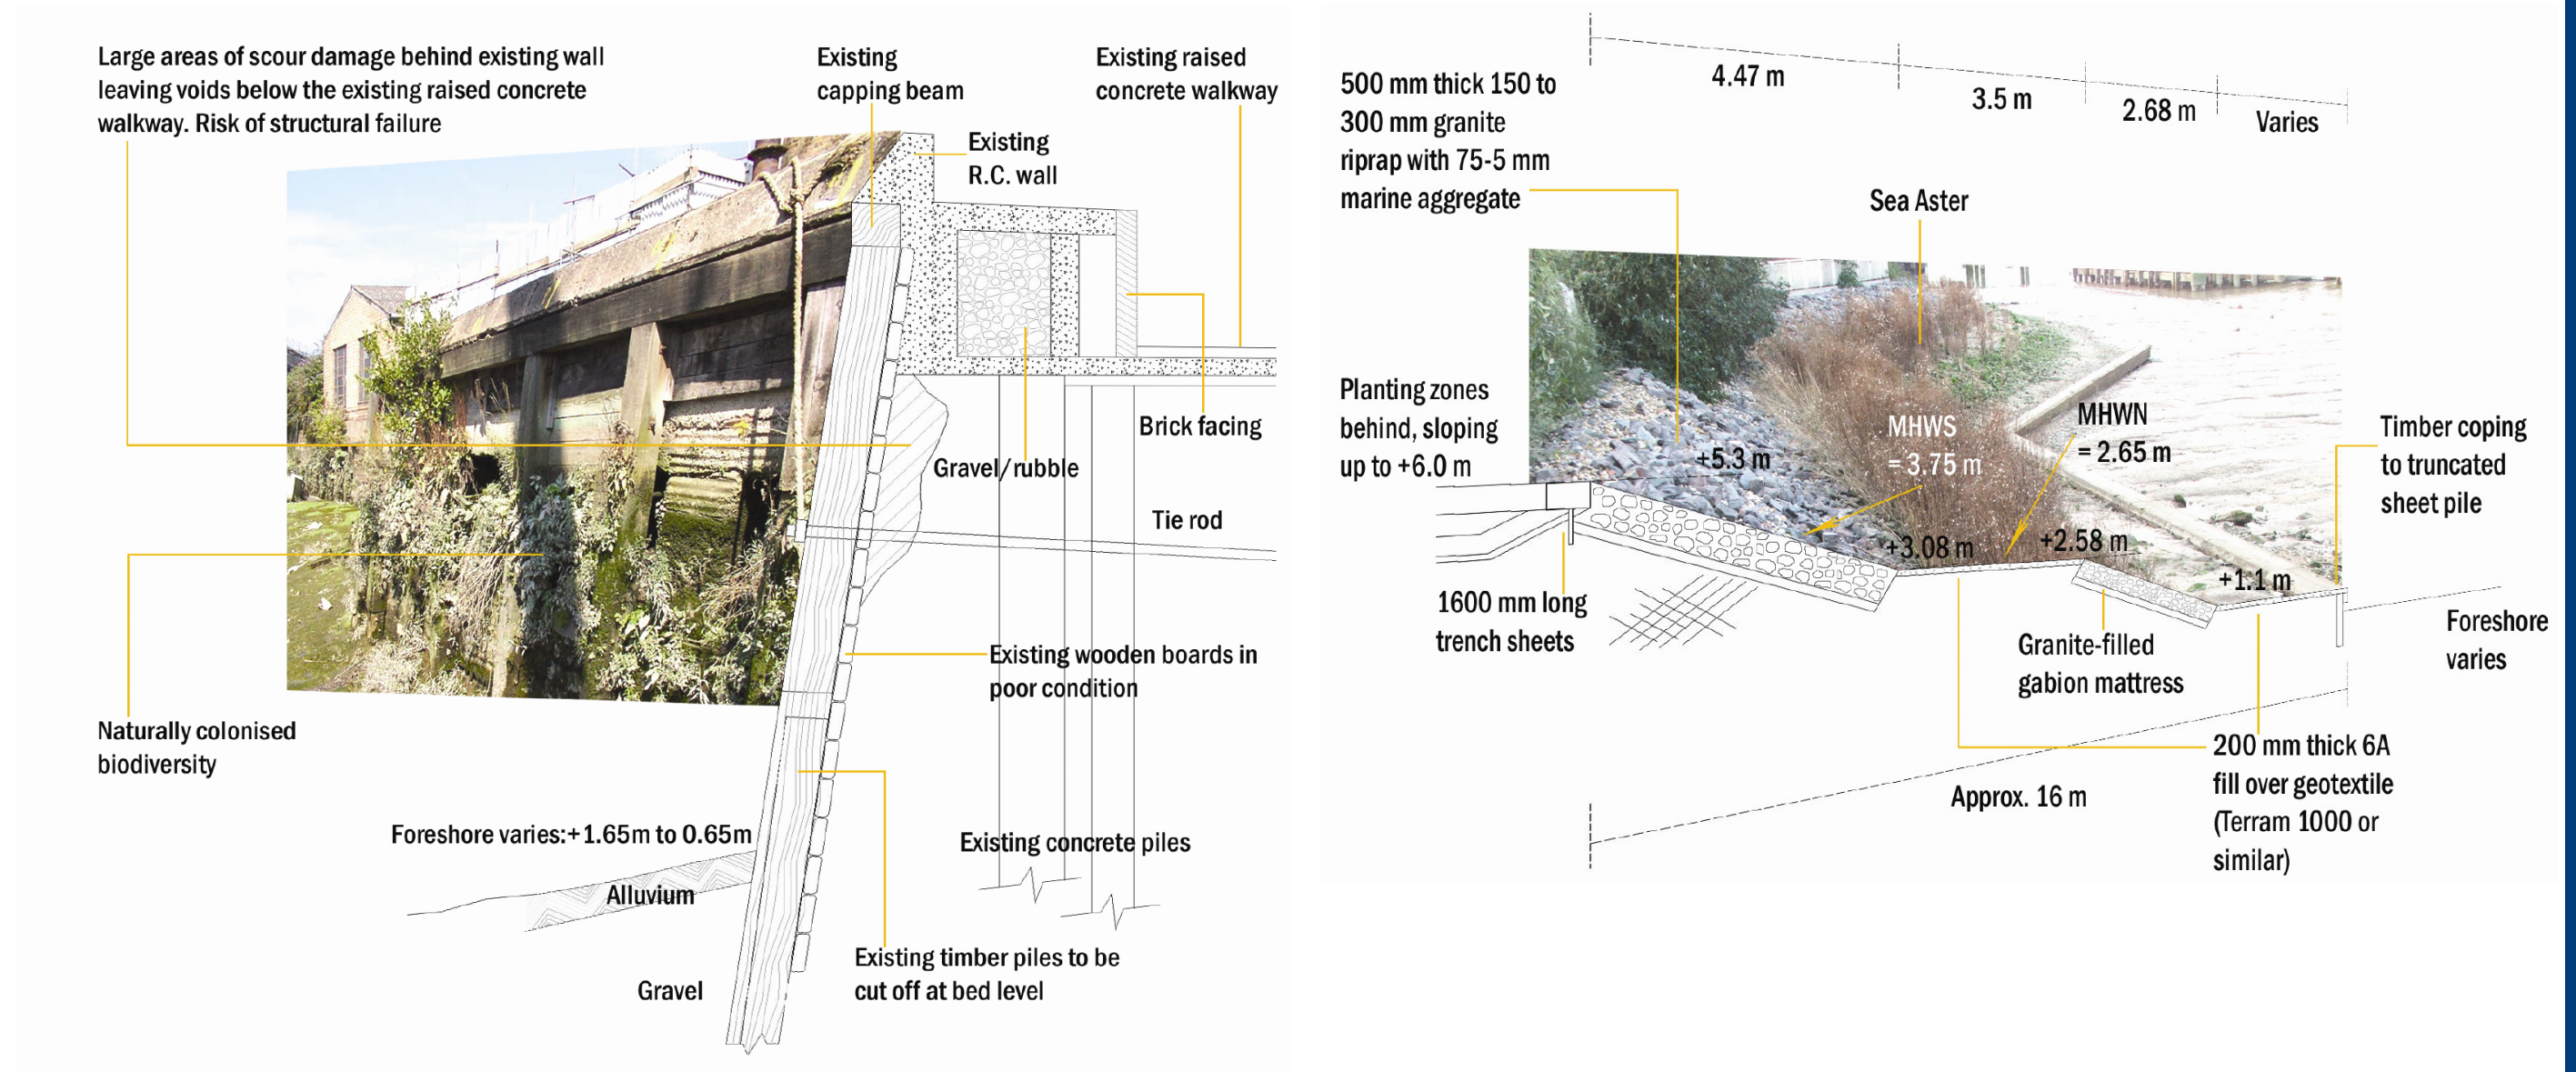 Large areas of scour damage behind existing wall
leaving voids below the existing raised concrete
walkway. Risk of structural failure
Existing
capping beam
Existing raised
concrete walkway
Existing
R.C. wall
Brick facing
Gravel/rubble
Tie rod
Existing wooden boards in
poor condition
Naturally colonised
biodiversity
Foreshore varies:+1.65m to 0.65m
Alluvium
Existing concrete piles
Existing timber piles to be
cut off at bed level
Gravel
4.47 m
3.5 m
2.68 m
Varies
500 mm thick 150 to
300 mm granite
riprap with 75-5 mm
marine aggregate
Sea Aster
Planting zones
behind, sloping
up to +6.0 m
+5.3 m
MHWS
= 3.75 m
MHWN
= 2.65 m
Timber coping
to truncated
sheet pile
+3.08 m
+2.58 m
+1.1 m
1600 mm long
trench sheets
Granite-filled
gabion mattress
Foreshore
varies
200 mm thick 6A
fill over geotextile
(Terram 1000 or
similar)
Approx. 16 m